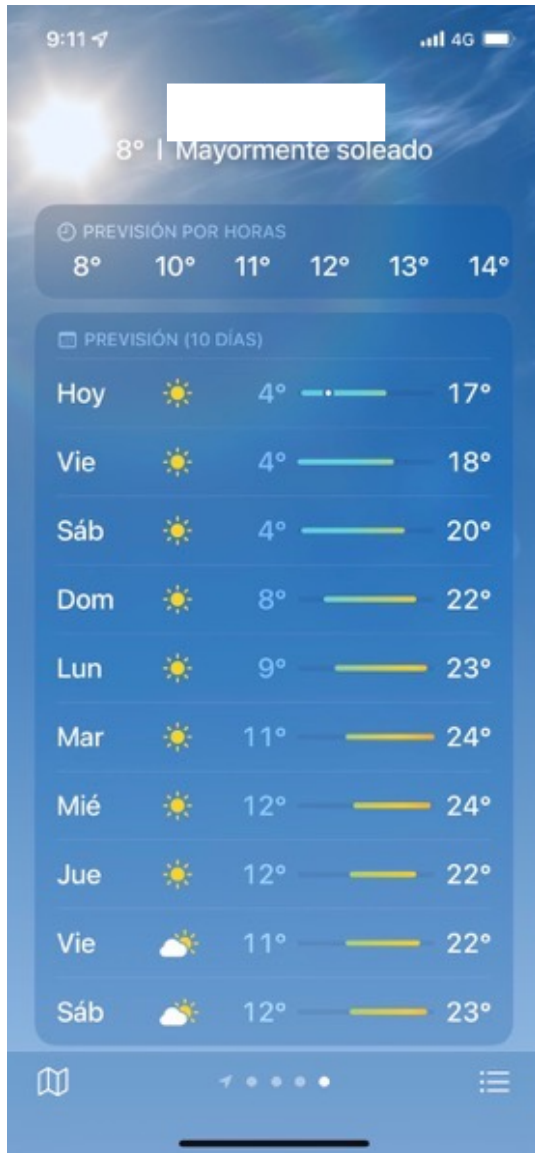 9:11 4G
8° | Mayormente soleado
PREVISIÓN POR HORAS
8° 10° 11° 12° 13° 14°
PREVISIÓN (10 DÍAS)
Hoy 4° 17°
Vie 4° 18°
Sáb 4° 20°
Dom 8° 22°
Lun 9° 23°
Mar 11° 24°
Mié 12° 24°
Jue 12° 22°
Vie 11° 22°
Sáb 12° 23°